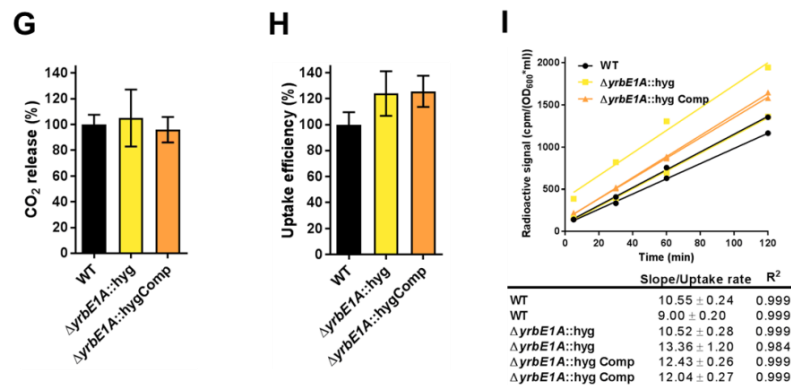 G
CO₂ release (%)
140
120
100
80
60
40
20
0
WT
ΔyrbE1A::hyg
ΔyrbE1A::hygComp
H
Uptake efficiency (%)
140
120
100
80
60
40
20
0
WT
ΔyrbE1A::hyg
ΔyrbE1A::hygComp
I
Radioactive signal (cpm/(OD₆₀₀*ml))
2000
1500
1000
500
0
WT
ΔyrbE1A::hyg
ΔyrbE1A::hyg Comp
0 20 40 60 80 100 120
Time (min)
Slope/Uptake rate R²
WT 10.55 ± 0.24 0.999
WT 9.00 ± 0.20 0.999
ΔyrbE1A::hyg 10.52 ± 0.28 0.999
ΔyrbE1A::hyg 13.36 ± 1.20 0.984
ΔyrbE1A::hyg Comp 12.43 ± 0.26 0.999
ΔyrbE1A::hyg Comp 12.04 ± 0.27 0.999